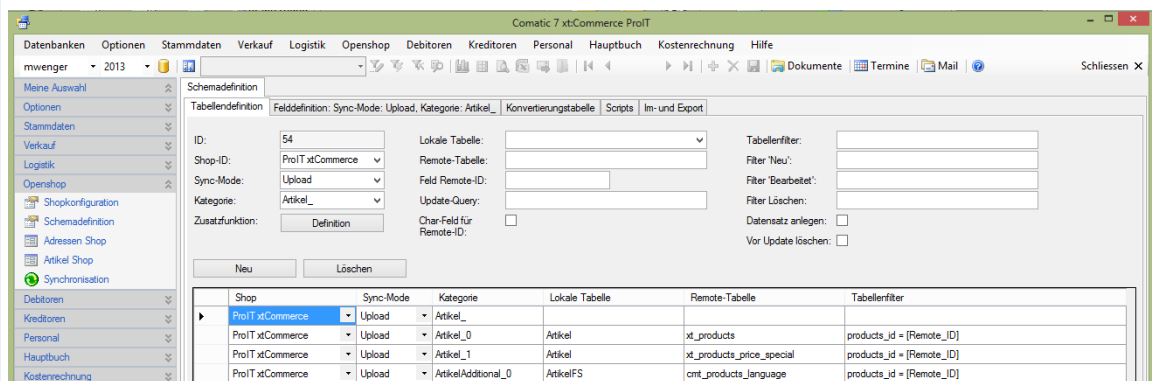 Comatic 7 xt:Commerce ProIT
Datenbanken Optionen Stammdaten Verkauf Logistik Openshop Debitoren Kreditoren Personal Hauptbuch Kostenrechnung Hilfe
mwenger 2013 Dokumente Termine Mail Schliessen X
Meine Auswahl
Optionen
Stammdaten
Verkauf
Logistik
Openshop
Shopkonfiguration
Schemadefinition
Adressen Shop
Artikel Shop
Synchronisation
Debitoren
Kreditoren
Personal
Hauptbuch
Kostenrechnung
Schemadefinition
Tabellendefinition Felddefinition: Sync-Mode: Upload, Kategorie: Artikel_ Konvertierungstabelle Scripts Im- und Export
ID: 54 Lokale Tabelle: Tabellenfilter:
Shop-ID: ProIT xtCommerce Remote-Tabelle: Filter 'Neu':
Sync-Mode: Upload Feld Remote-ID: Filter 'Bearbeitet':
Kategorie: Artikel_ Update-Query: Filter Löschen:
Zusatzfunktion: Definition Char-Feld für Remote-ID: Datensatz anlegen:
Vor Update löschen:
Neu Löschen
Shop Sync-Mode Kategorie Lokale Tabelle Remote-Tabelle Tabellenfilter
ProIT xtCommerce Upload Artikel_
ProIT xtCommerce Upload Artikel_0 Artikel xt_products products_id = [Remote_ID]
ProIT xtCommerce Upload Artikel_1 Artikel xt_products_price_special products_id = [Remote_ID]
ProIT xtCommerce Upload ArtikelAdditional_0 ArtikelFS cmt_products_language products_id = [Remote_ID]